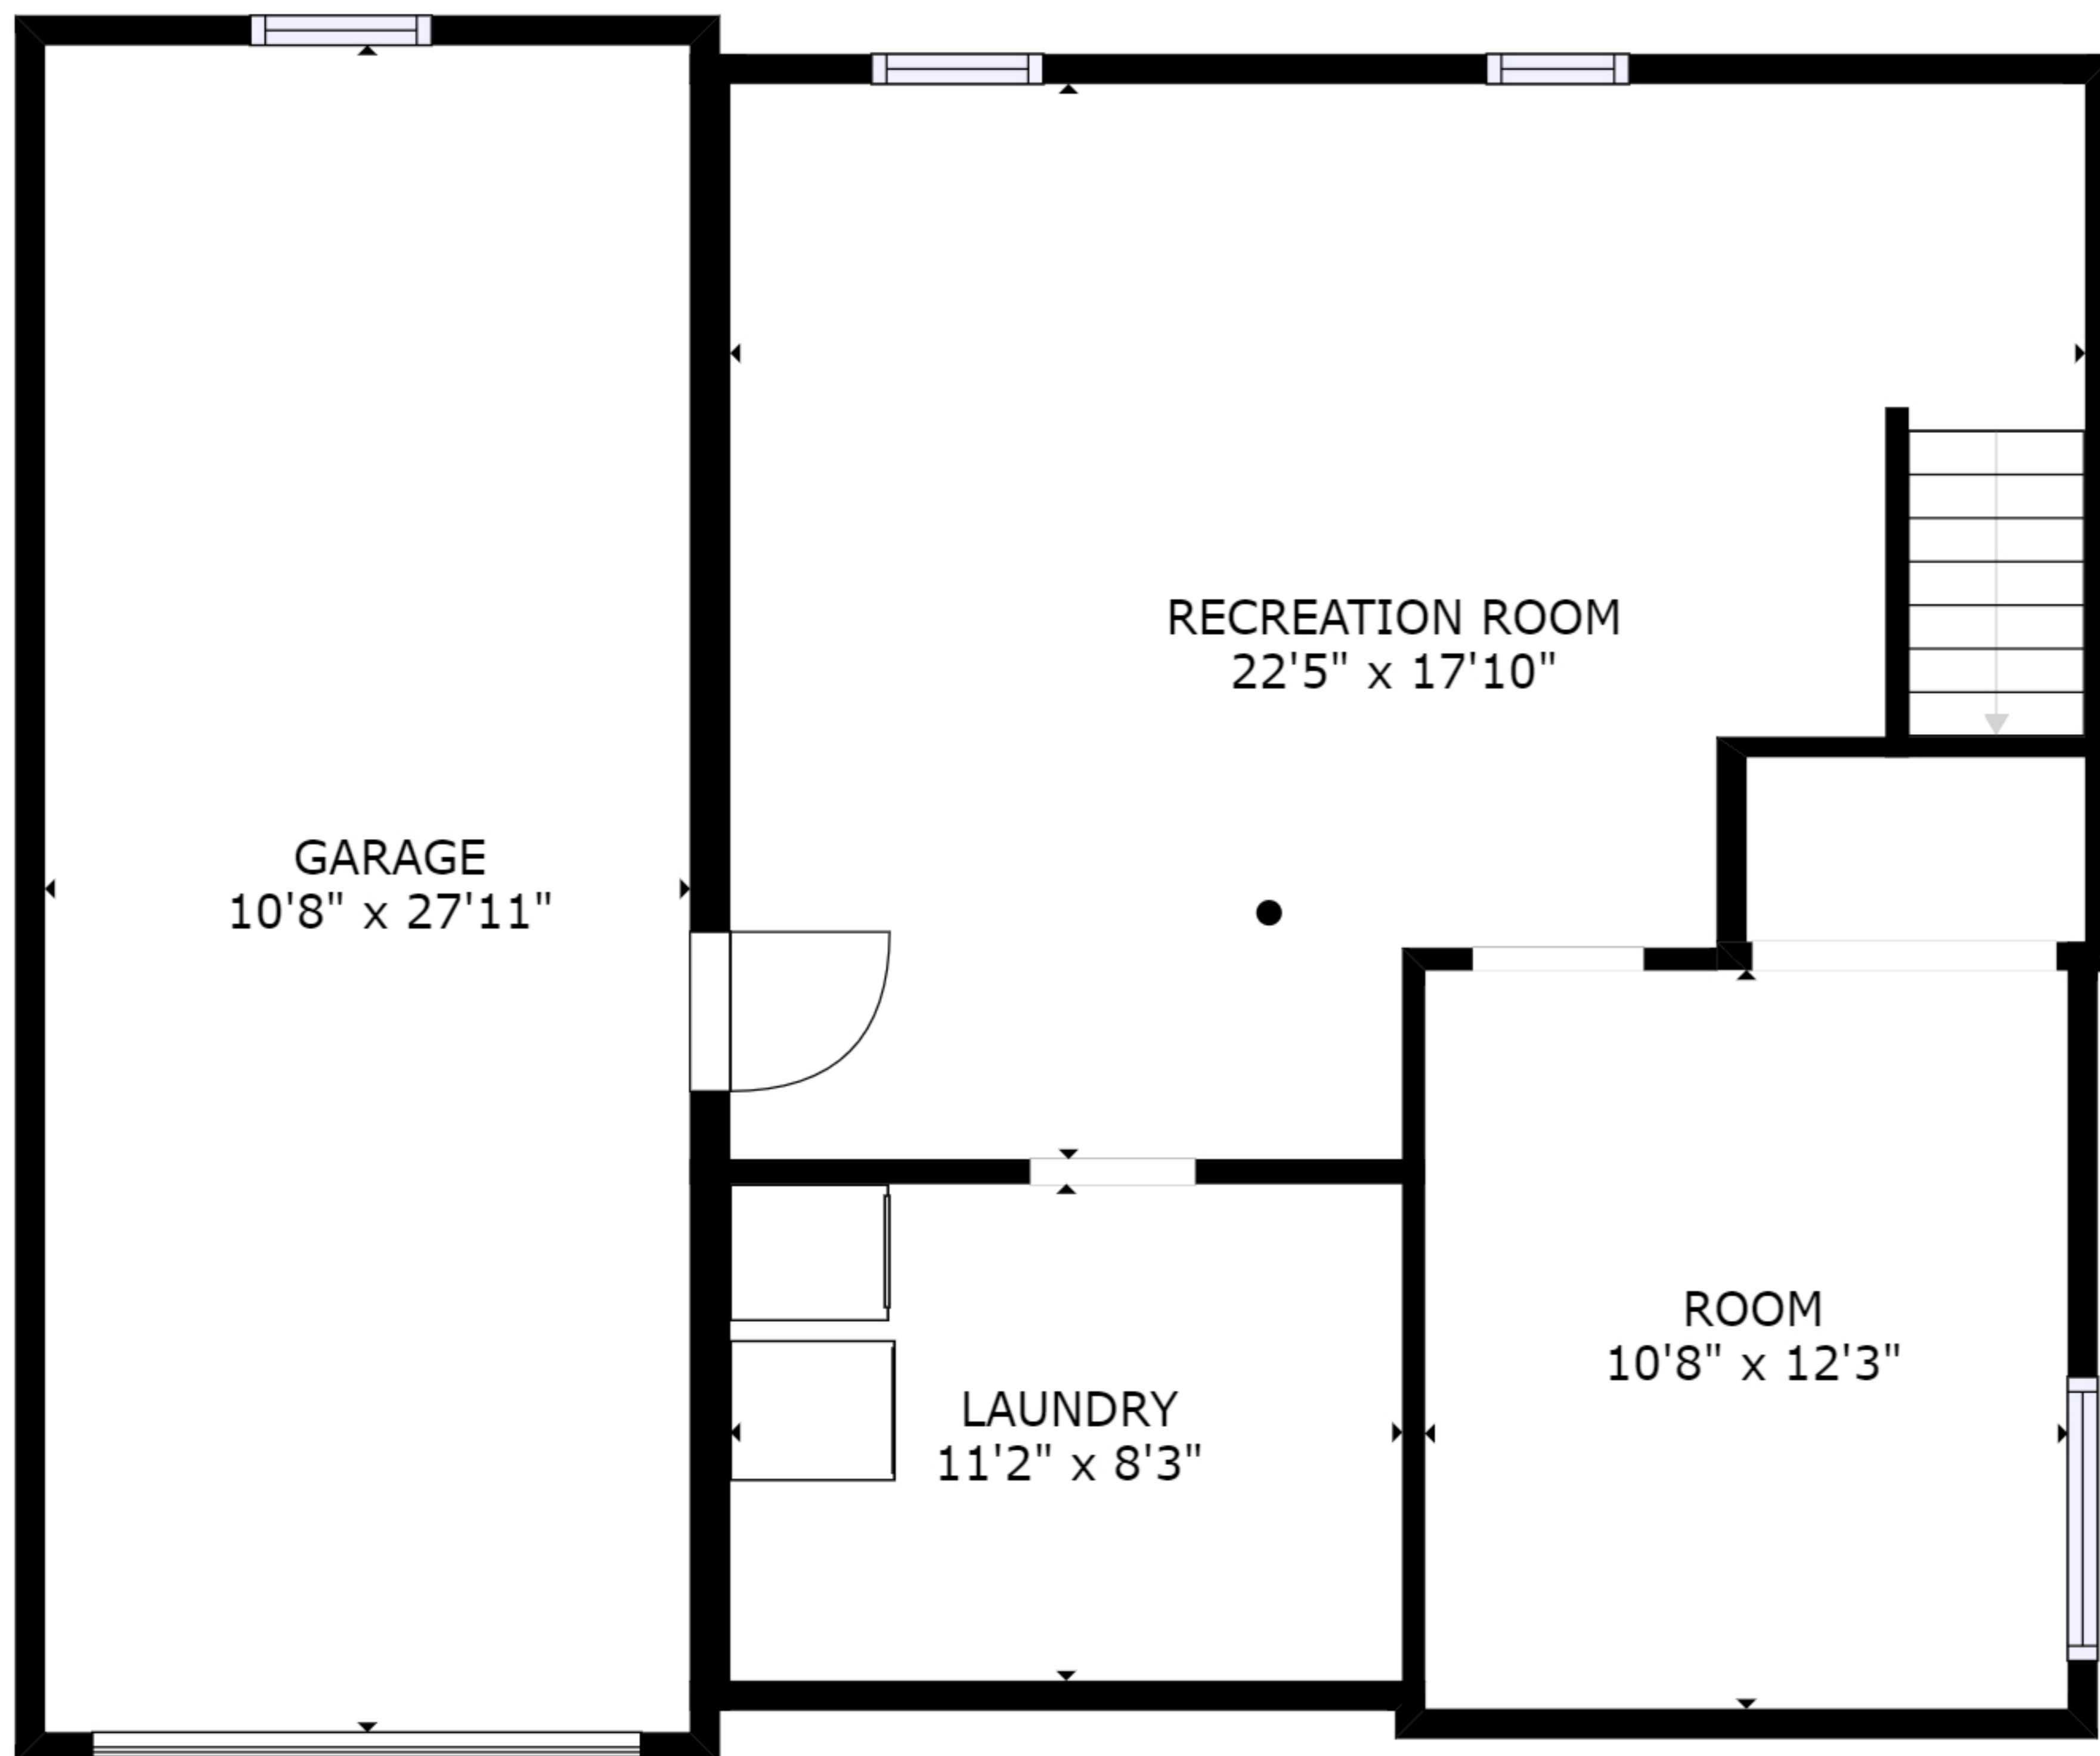 RECREATION ROOM
22'5" x 17'10"
GARAGE
10'8" x 27'11"
ROOM
10'8" x 12'3"
LAUNDRY
11'2" x 8'3"